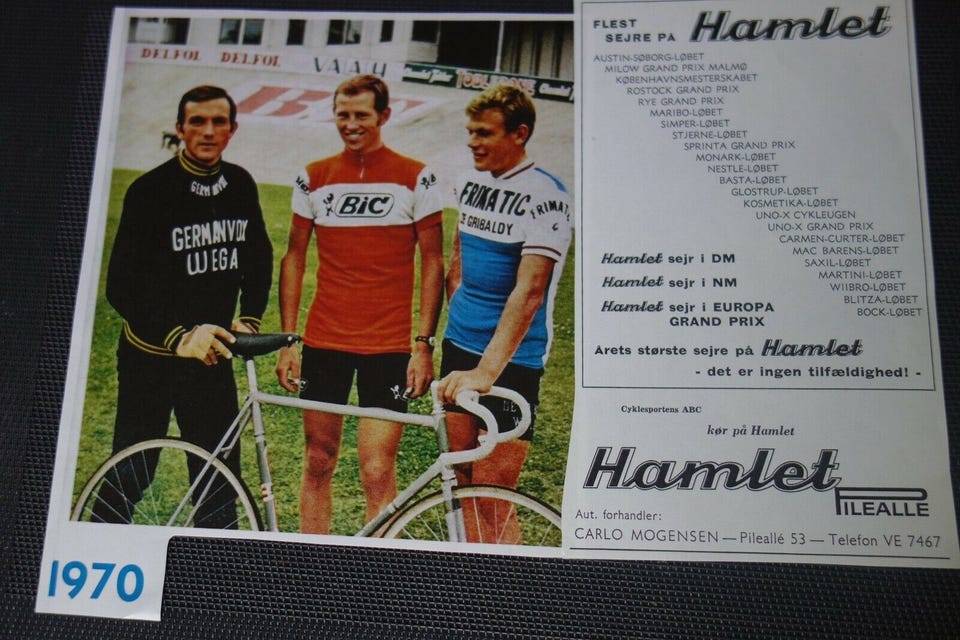 DELFOL DELFOL
TOBLERONE
GERMANVOX
WEGA
BiC
FRIMATIC
DE GRIBALDY
FRIMATIC
1970
FLEST
SEJRE PÅ Hamlet
AUSTIN-SØBORG-LØBET
MILOW GRAND PRIX MALMØ
KØBENHAVNSMESTERSKABET
ROSTOCK GRAND PRIX
RYE GRAND PRIX
MARIBO-LØBET
SIMPER-LØBET
STJERNE-LØBET
SPRINTA GRAND PRIX
MONARK-LØBET
NESTLE-LØBET
BASTA-LØBET
GLOSTRUP-LØBET
KOSMETIKA-LØBET
UNO-X CYKLEUGEN
UNO-X GRAND PRIX
CARMEN-CURTER-LØBET
MAC BARENS-LØBET
SAXIL-LØBET
MARTINI-LØBET
WIIBRO-LØBET
BLITZA-LØBET
BOCK-LØBET
Hamlet sejr i DM
Hamlet sejr i NM
Hamlet sejr i EUROPA
GRAND PRIX
Årets største sejre på Hamlet
- det er ingen tilfældighed! -
Cyklesportens ABC
kør på Hamlet
Hamlet
PILEALLE
Aut. forhandler:
CARLO MOGENSEN — Pileallé 53 — Telefon VE 7467